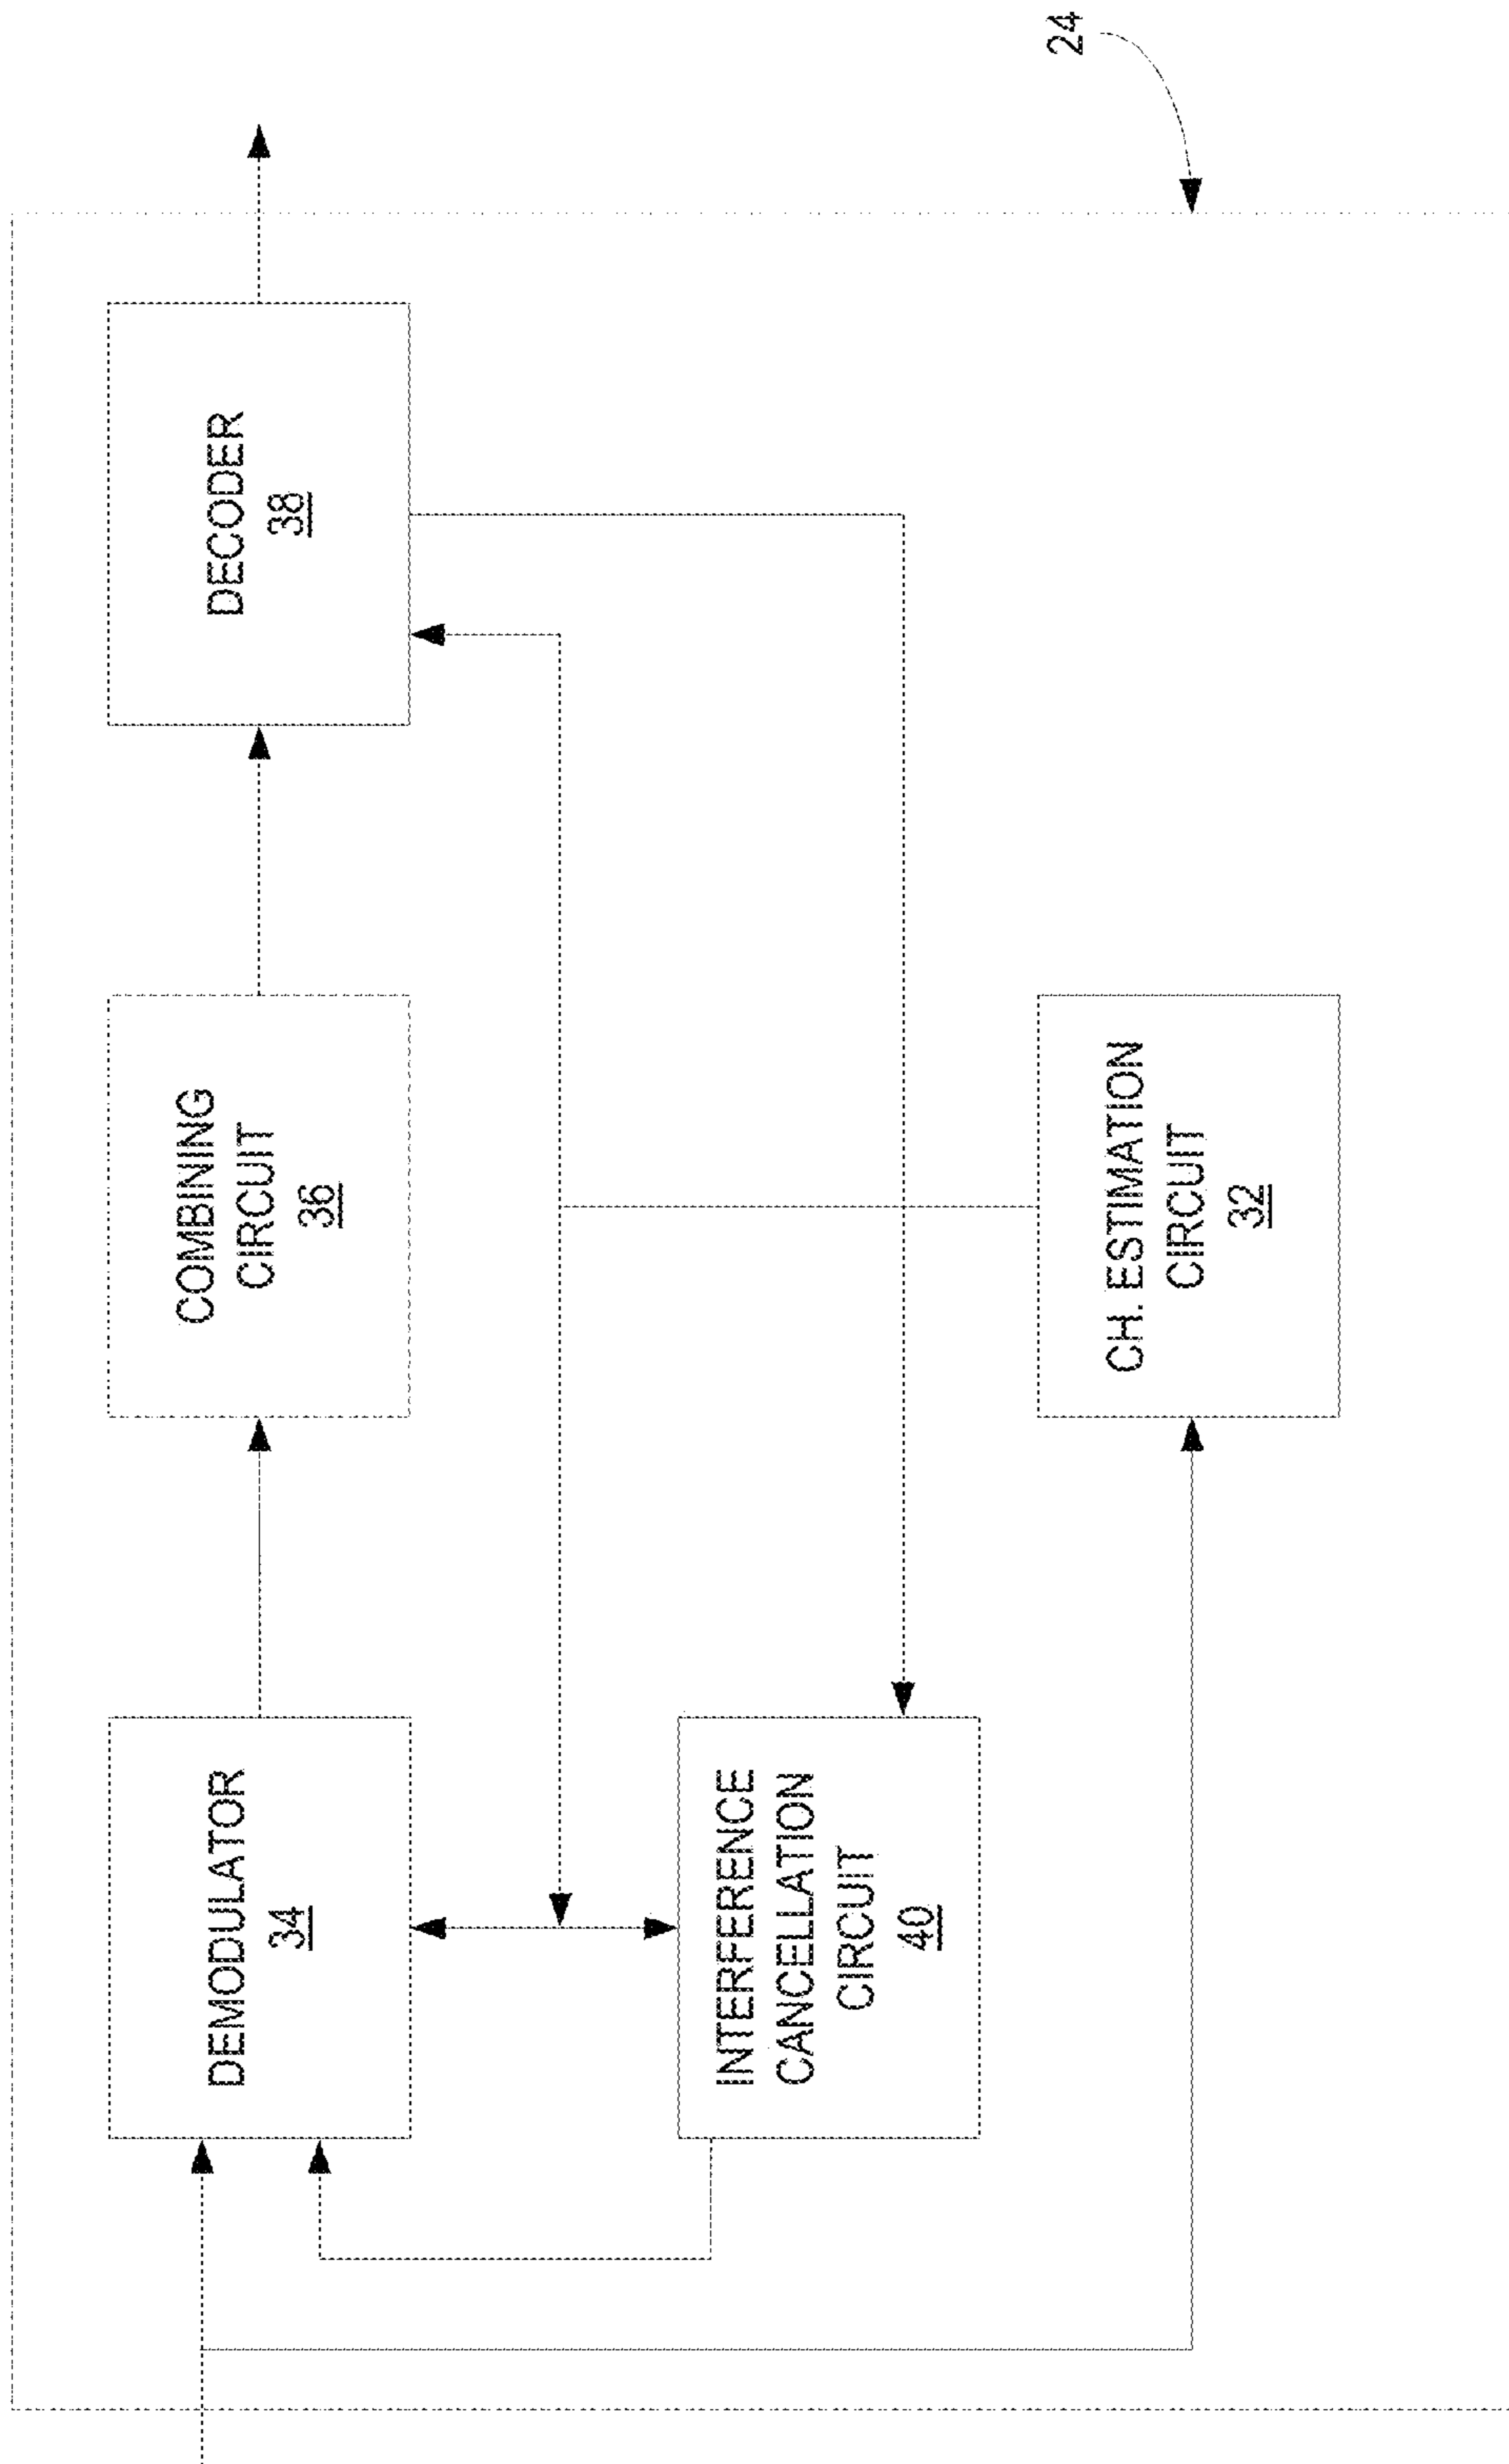 24
DEMODULATOR
34
COMBINING
CIRCUIT
36
DECODER
38
INTERFERENCE
CANCELLATION
CIRCUIT
40
CH. ESTIMATION
CIRCUIT
32